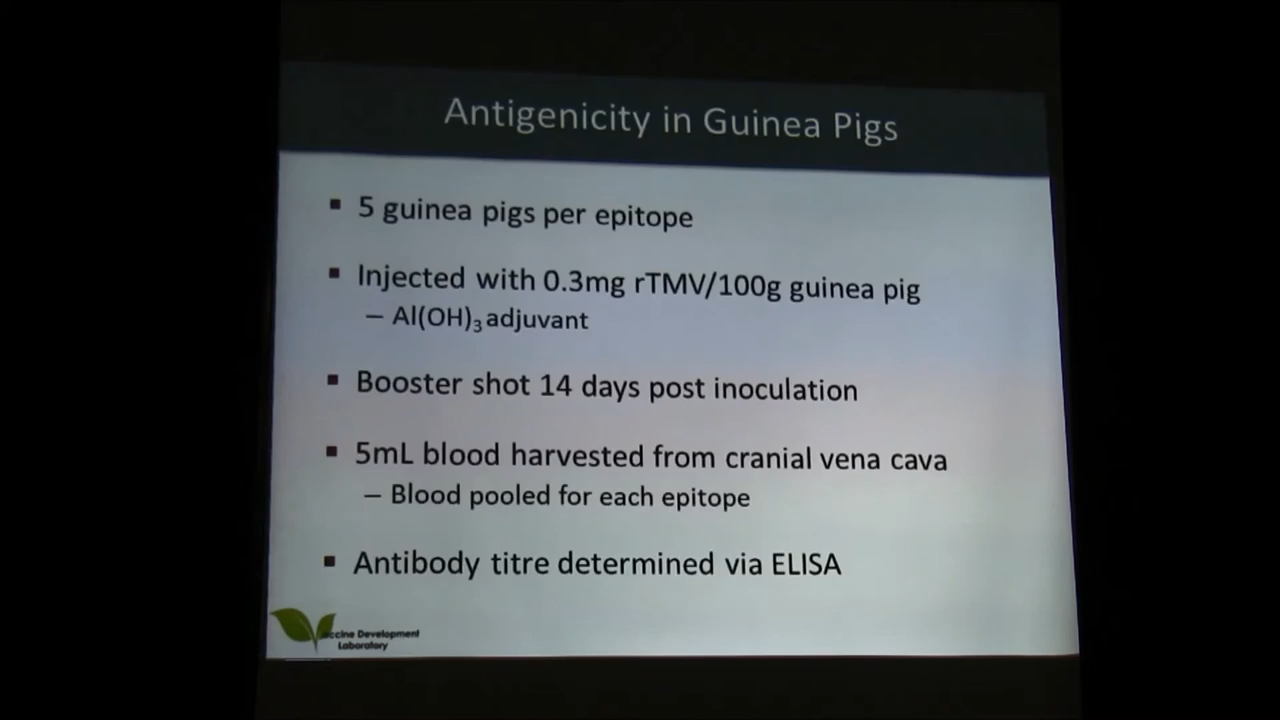 Antigenicity in Guinea Pigs
▪ 5 guinea pigs per epitope
▪ Injected with 0.3mg rTMV/100g guinea pig
– Al(OH)₃ adjuvant
▪ Booster shot 14 days post inoculation
▪ 5mL blood harvested from cranial vena cava
– Blood pooled for each epitope
▪ Antibody titre determined via ELISA
Vaccine Development
Laboratory